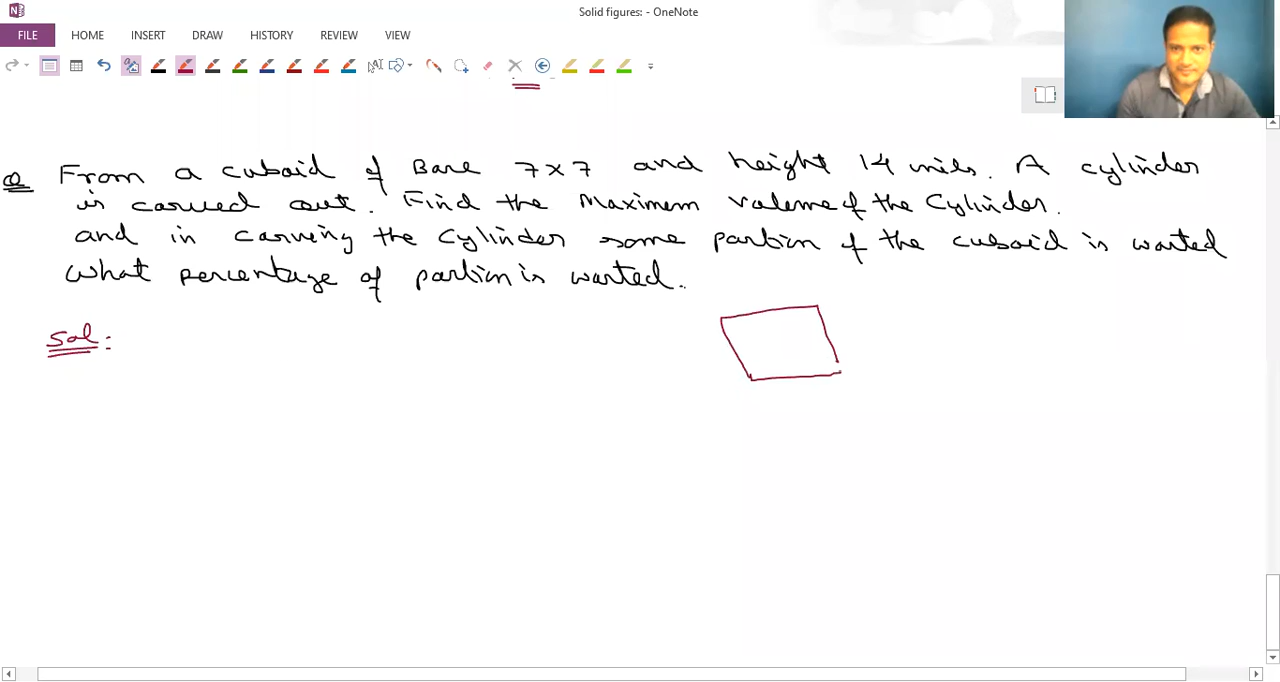 Solid figures: - OneNote
FILE HOME INSERT DRAW HISTORY REVIEW VIEW
Q From a cuboid of Base 7×7 and height 14 units. A cylinder
is carved out. Find the Maximum Volume of the Cylinder.
and in carving the Cylinder some portion of the cuboid is wasted
What percentage of portion is wasted.
Sol: